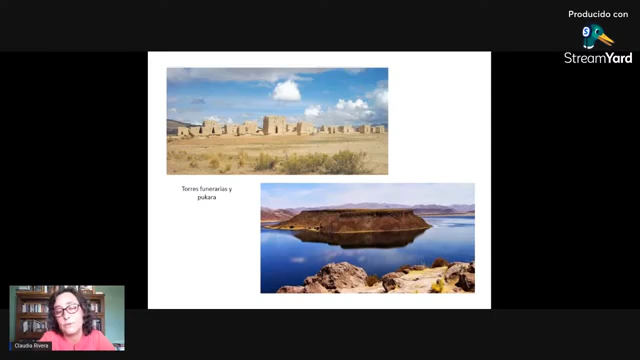 Producido con
StreamYard
Torres funerarias y
pukara
Claudia Rivera